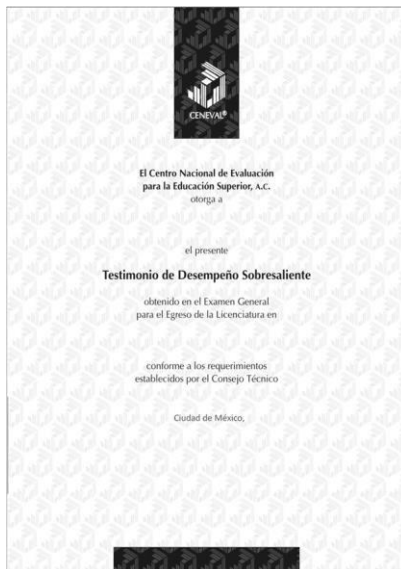 CENEVAL®
El Centro Nacional de Evaluación
para la Educación Superior, A.C.
otorga a
el presente
Testimonio de Desempeño Sobresaliente
obtenido en el Examen General
para el Egreso de la Licenciatura en
conforme a los requerimientos
establecidos por el Consejo Técnico
Ciudad de México,